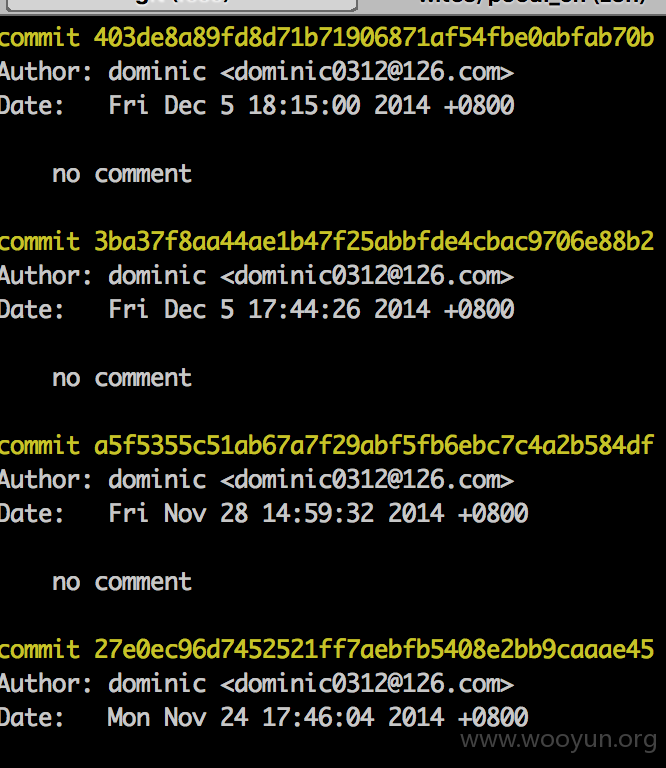 commit 403de8a89fd8d71b71906871af54fbe0abfab70b
Author: dominic <dominic0312@126.com>
Date:   Fri Dec 5 18:15:00 2014 +0800
no comment
commit 3ba37f8aa44ae1b47f25abbfde4cbac9706e88b2
Author: dominic <dominic0312@126.com>
Date:   Fri Dec 5 17:44:26 2014 +0800
no comment
commit a5f5355c51ab67a7f29abf5fb6ebc7c4a2b584df
Author: dominic <dominic0312@126.com>
Date:   Fri Nov 28 14:59:32 2014 +0800
no comment
commit 27e0ec96d7452521ff7aebfb5408e2bb9caaae45
Author: dominic <dominic0312@126.com>
Date:   Mon Nov 24 17:46:04 2014 +0800
www.wooyun.org